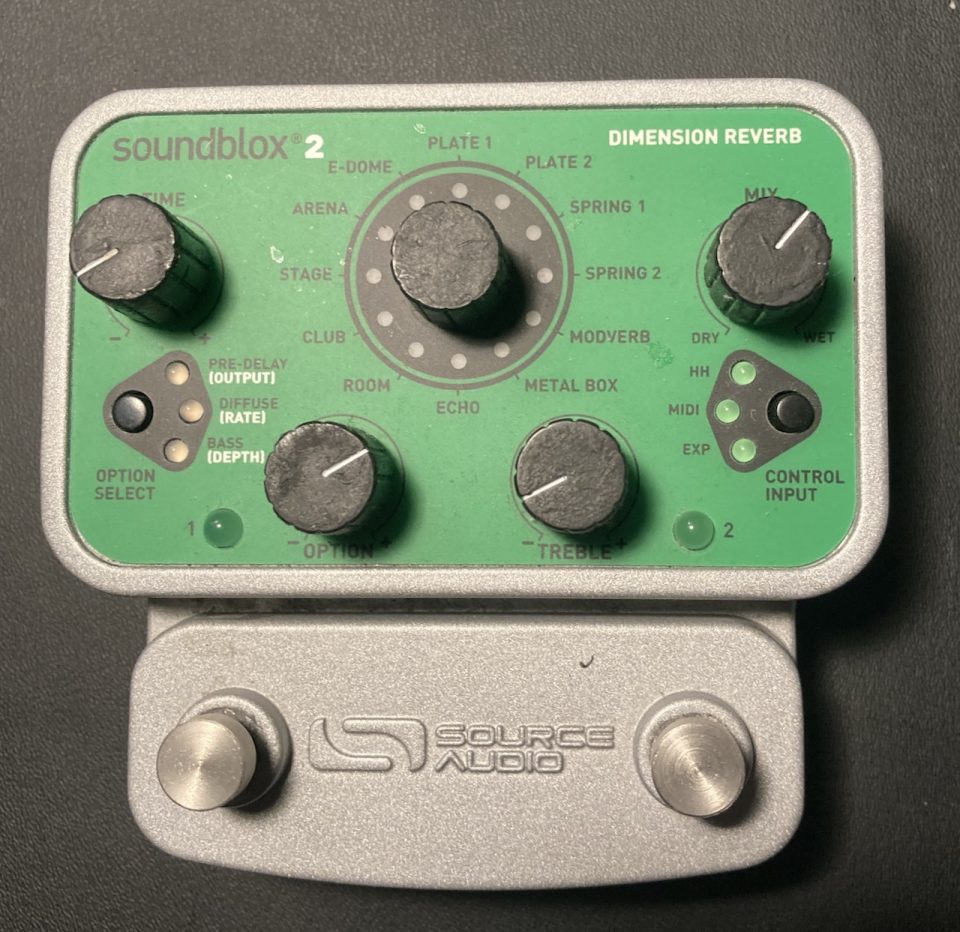 soundblox® 2
DIMENSION REVERB
PLATE 1
PLATE 2
E-DOME
SPRING 1
ARENA
SPRING 2
STAGE
MODVERB
CLUB
METAL BOX
ROOM
ECHO
TIME
- +
MIX
DRY
WET
PRE-DELAY
(OUTPUT)
DIFFUSE
(RATE)
BASS
(DEPTH)
OPTION
SELECT
HH
MIDI
EXP
CONTROL
INPUT
1
- OPTION +
- TREBLE +
2
SOURCE
AUDIO